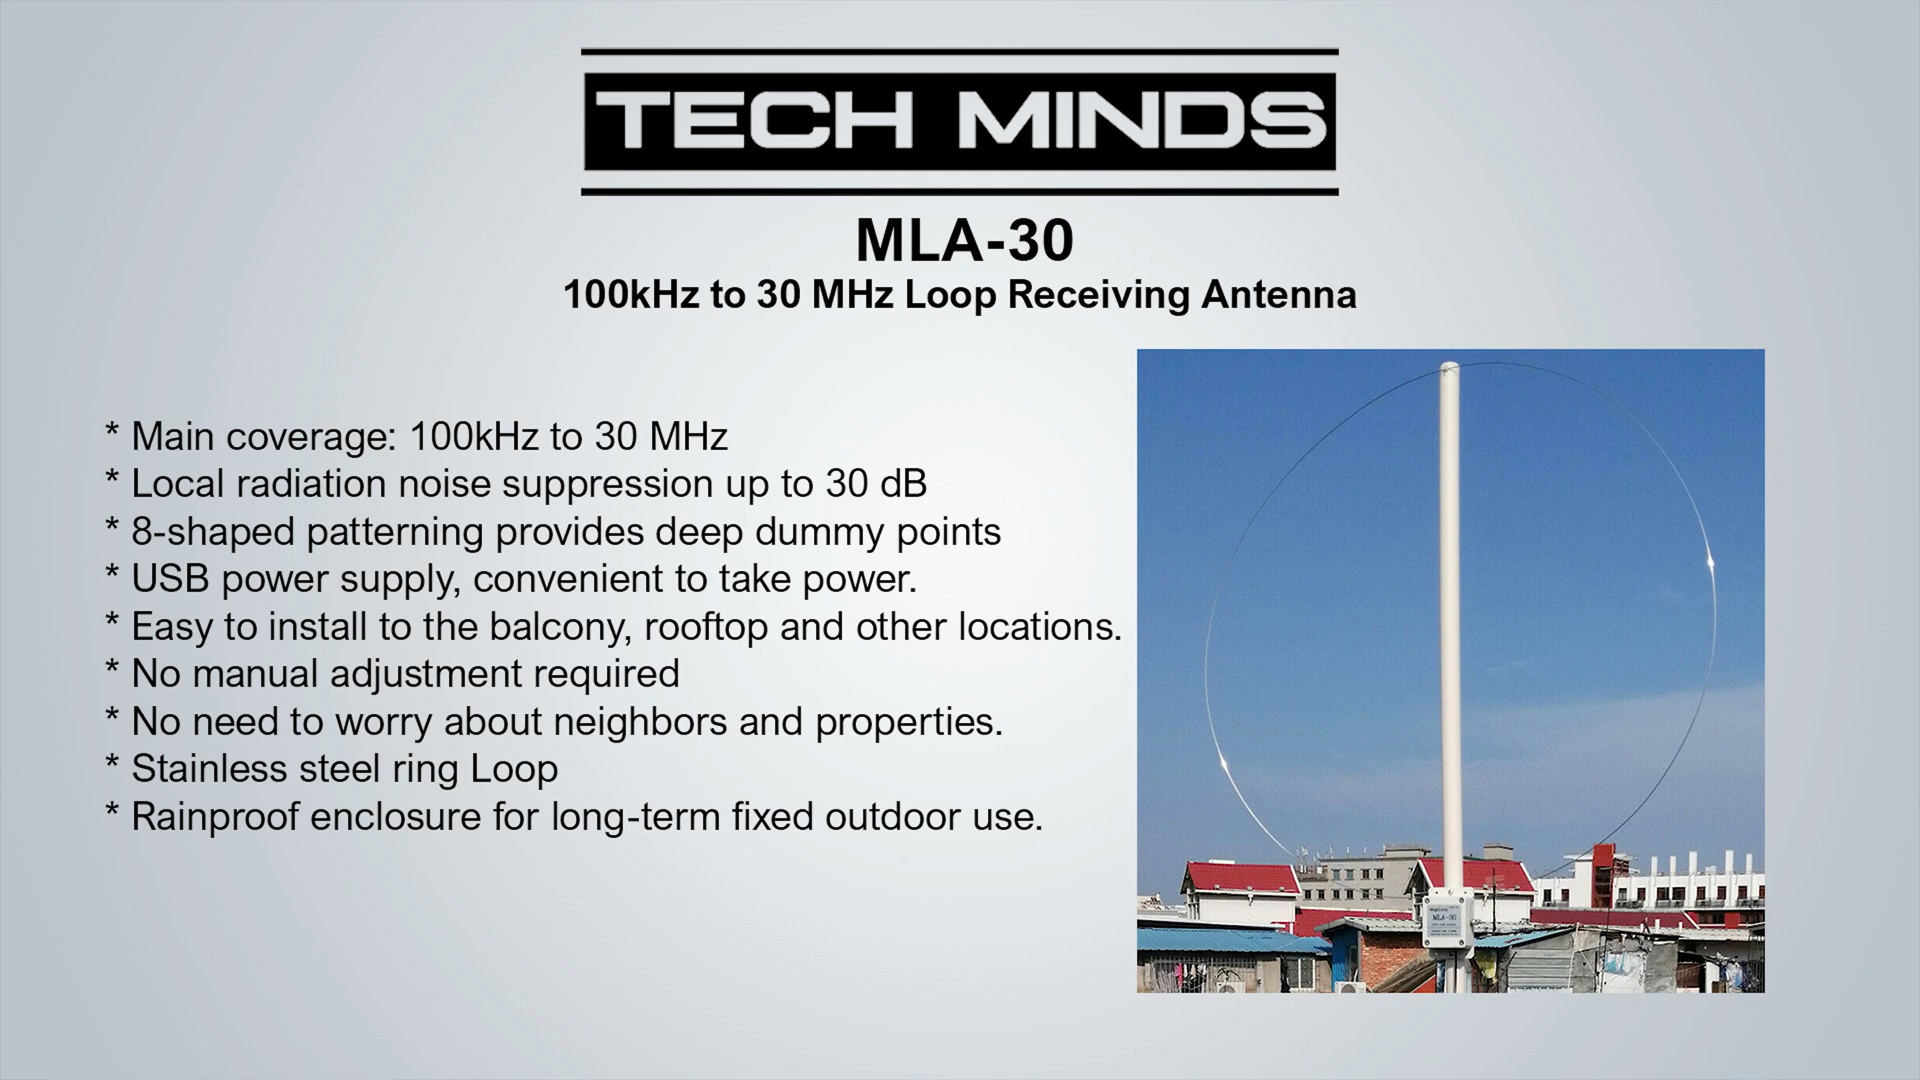 TECH MINDS
MLA-30
100kHz to 30 MHz Loop Receiving Antenna
* Main coverage: 100kHz to 30 MHz
* Local radiation noise suppression up to 30 dB
* 8-shaped patterning provides deep dummy points
* USB power supply, convenient to take power.
* Easy to install to the balcony, rooftop and other locations.
* No manual adjustment required
* No need to worry about neighbors and properties.
* Stainless steel ring Loop
* Rainproof enclosure for long-term fixed outdoor use.
MegaLoop
MLA-30